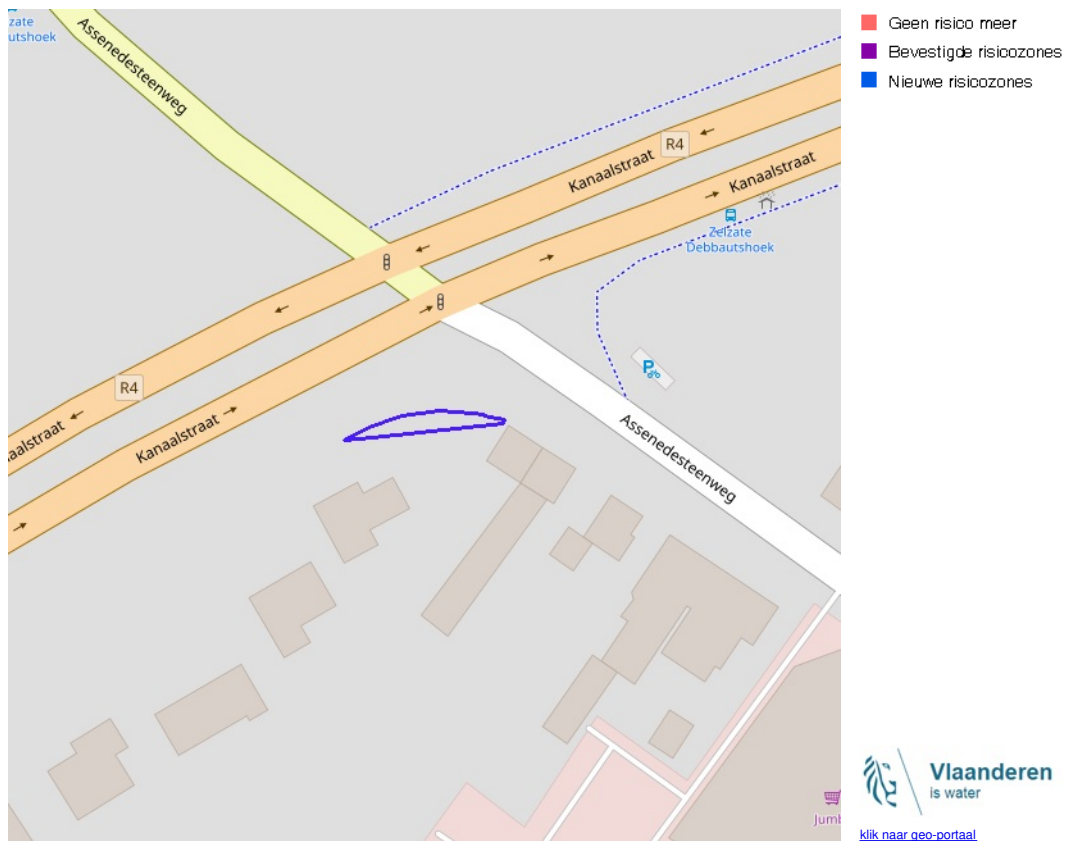 zate
utshoek
Assenedesteenweg
R4
Kanaalstraat
Kanaalstraat
Zelzate
Debbautshoek
P
R4
aalstraat
Kanaalstraat
Assenedesteenweg
Jumb
Geen risico meer
Bevestigde risicozones
Nieuwe risicozones
Vlaanderen
is water
klik naar geo-portaal